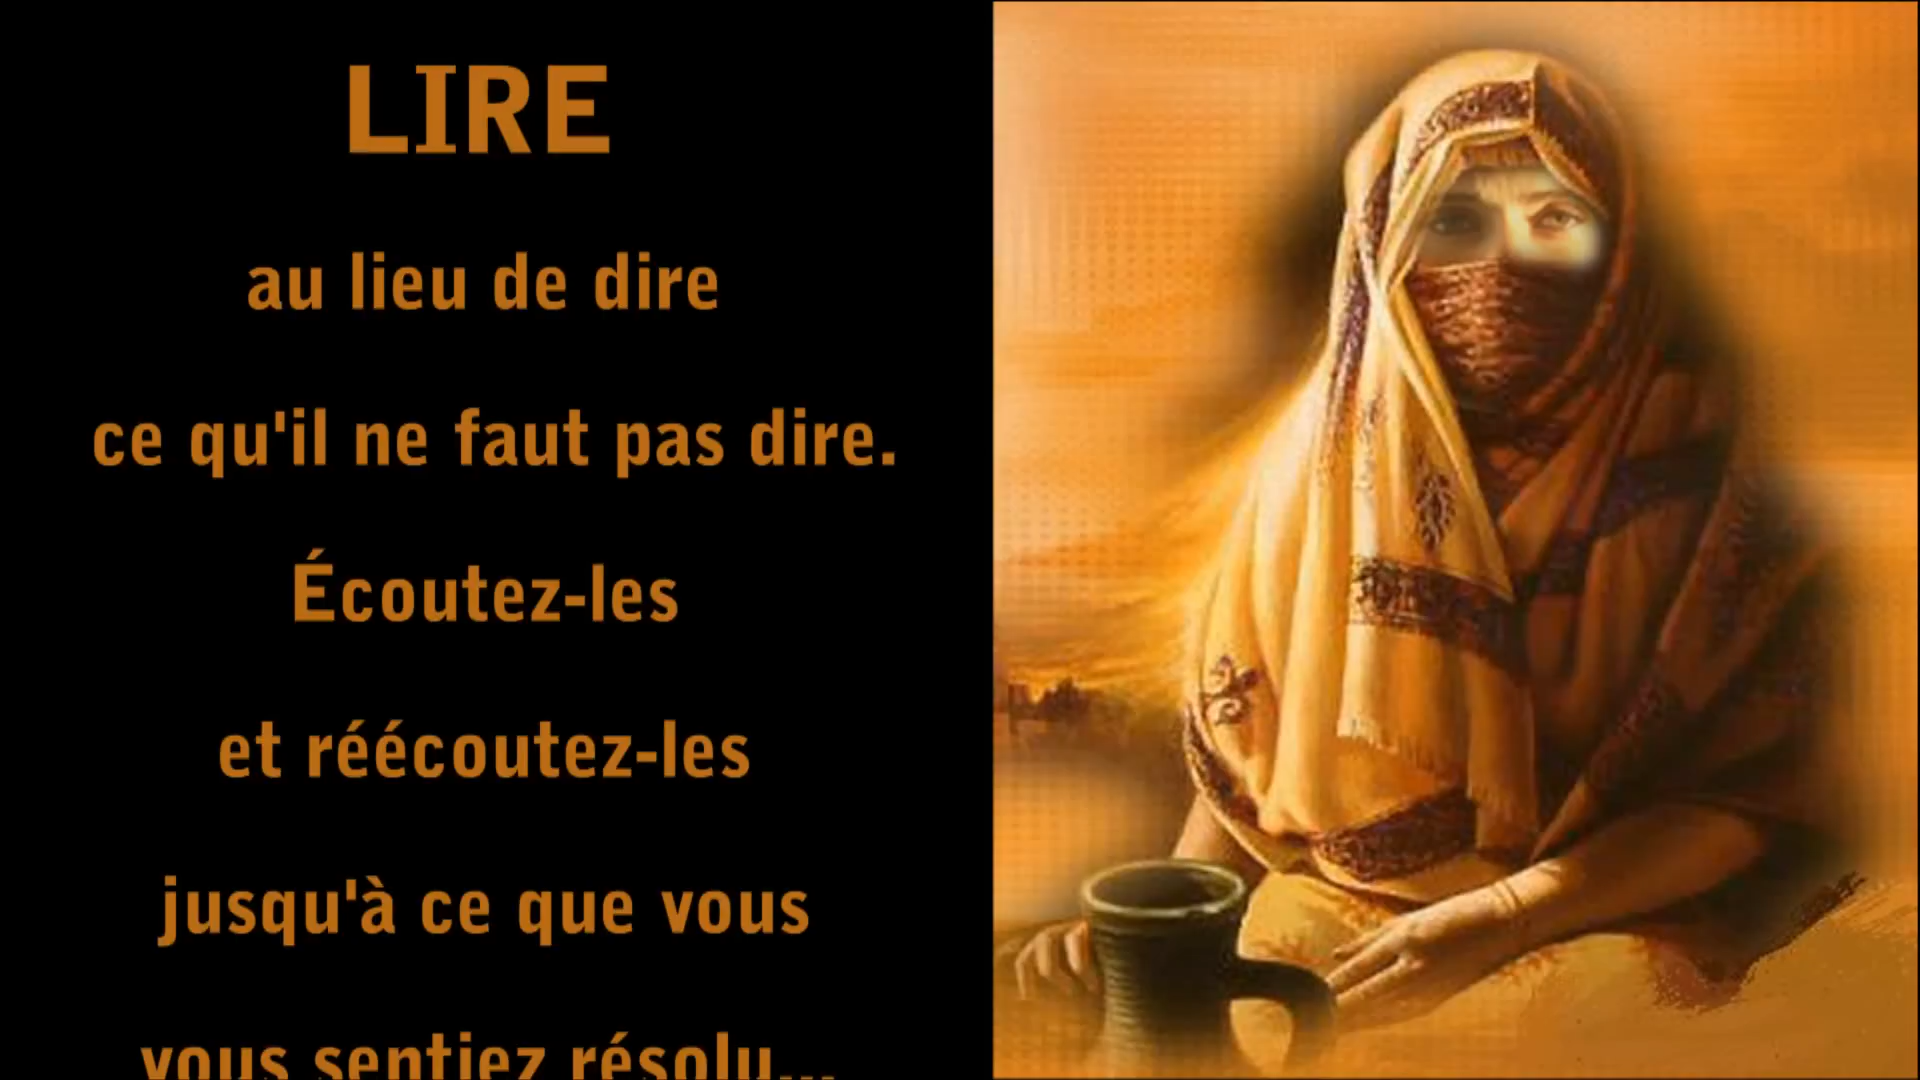 LIRE
au lieu de dire
ce qu'il ne faut pas dire.
Écoutez-les
et réécoutez-les
jusqu'à ce que vous
vous sentiez résolu...